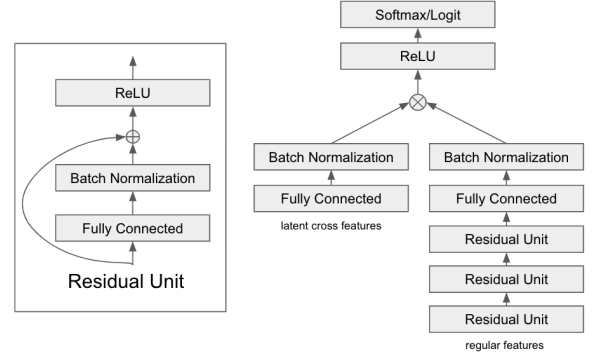 ReLU
Batch Normalization
Fully Connected
Residual Unit
Softmax/Logit
ReLU
Batch Normalization
Fully Connected
latent cross features
Batch Normalization
Fully Connected
Residual Unit
Residual Unit
Residual Unit
regular features